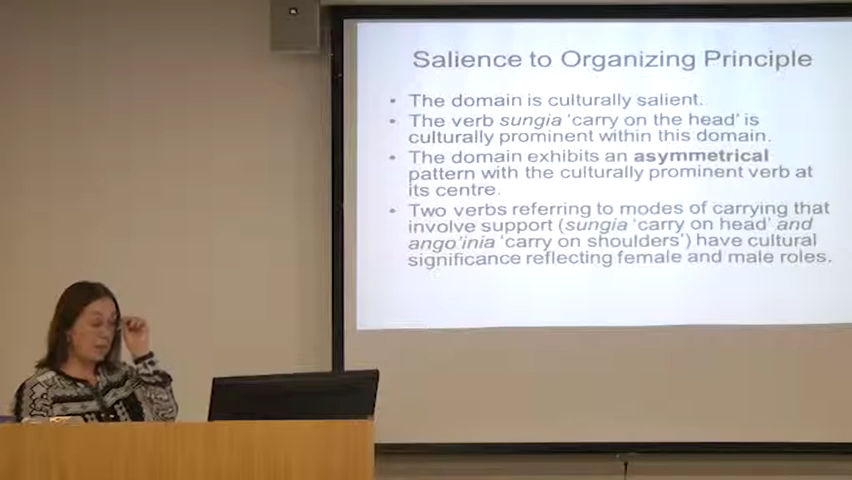 Salience to Organizing Principle
• The domain is culturally salient.
• The verb sungia 'carry on the head' is
culturally prominent within this domain.
• The domain exhibits an asymmetrical
pattern with the culturally prominent verb at
its centre.
• Two verbs referring to modes of carrying that
involve support (sungia 'carry on head' and
ango'inia 'carry on shoulders') have cultural
significance reflecting female and male roles.